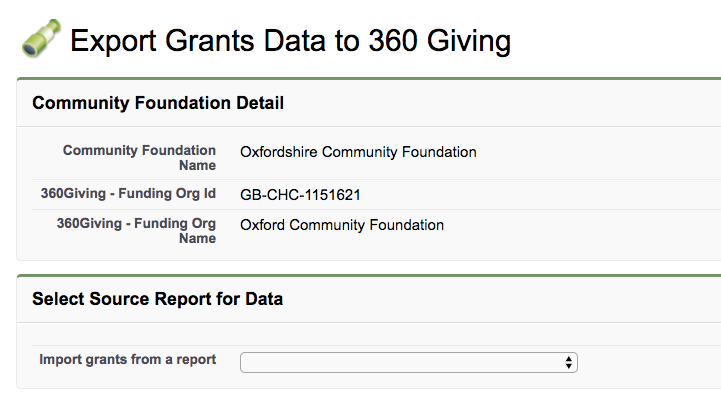 Export Grants Data to 360 Giving
Community Foundation Detail
Community Foundation
Name
Oxfordshire Community Foundation
360Giving - Funding Org Id
GB-CHC-1151621
360Giving - Funding Org
Name
Oxford Community Foundation
Select Source Report for Data
Import grants from a report